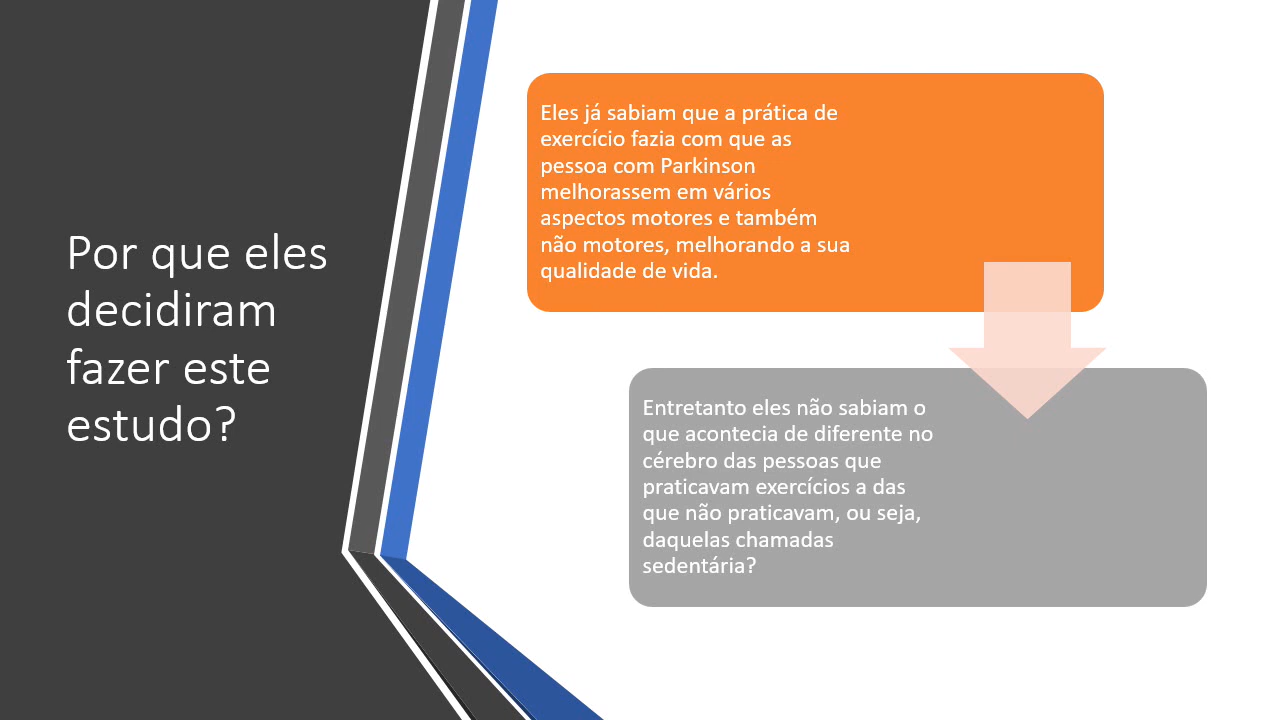 Por que eles
decidiram
fazer este
estudo?
Eles já sabiam que a prática de
exercício fazia com que as
pessoa com Parkinson
melhorassem em vários
aspectos motores e também
não motores, melhorando a sua
qualidade de vida.
Entretanto eles não sabiam o
que acontecia de diferente no
cérebro das pessoas que
praticavam exercícios a das
que não praticavam, ou seja,
daquelas chamadas
sedentária?